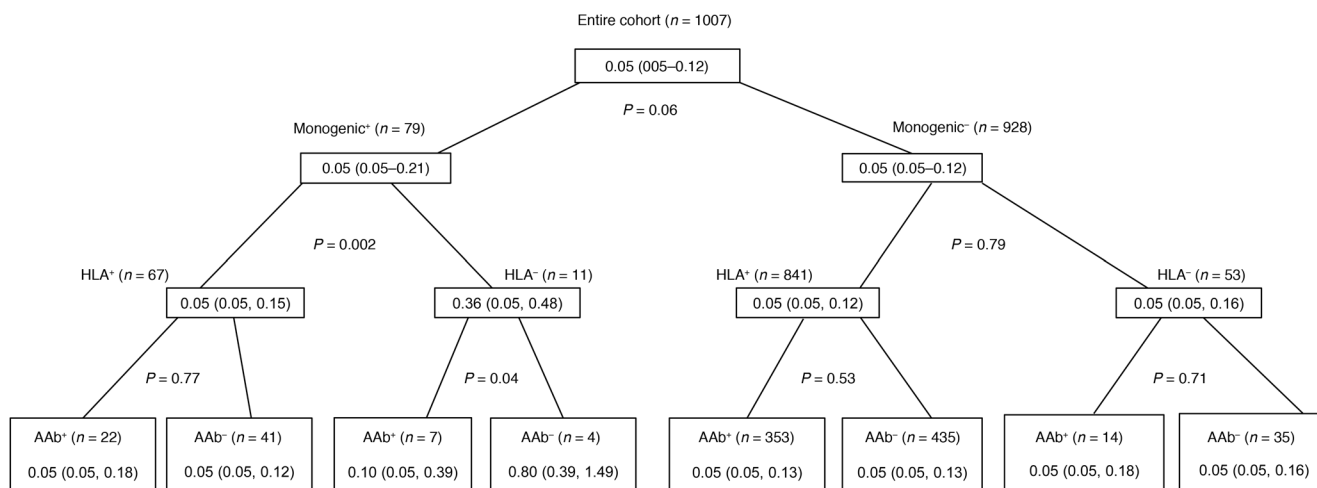 Entire cohort (n = 1007)
0.05 (005–0.12)
P = 0.06
Monogenic⁺ (n = 79)
Monogenic⁻ (n = 928)
0.05 (0.05–0.21)
0.05 (0.05–0.12)
P = 0.002
P = 0.79
HLA⁺ (n = 67)
HLA⁻ (n = 11)
HLA⁺ (n = 841)
HLA⁻ (n = 53)
0.05 (0.05, 0.15)
0.36 (0.05, 0.48)
0.05 (0.05, 0.12)
0.05 (0.05, 0.16)
P = 0.77
P = 0.04
P = 0.53
P = 0.71
AAb⁺ (n = 22)
0.05 (0.05, 0.18)
AAb⁻ (n = 41)
0.05 (0.05, 0.12)
AAb⁺ (n = 7)
0.10 (0.05, 0.39)
AAb⁻ (n = 4)
0.80 (0.39, 1.49)
AAb⁺ (n = 353)
0.05 (0.05, 0.13)
AAb⁻ (n = 435)
0.05 (0.05, 0.13)
AAb⁺ (n = 14)
0.05 (0.05, 0.18)
AAb⁻ (n = 35)
0.05 (0.05, 0.16)